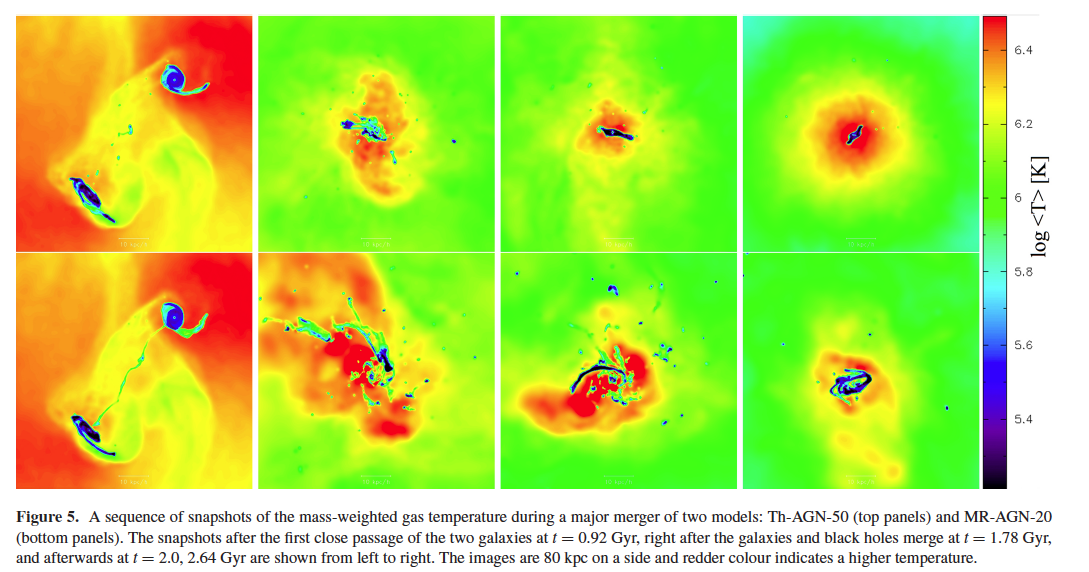 6.4
6.2
6
5.8
5.6
5.4
log <T> [K]
Figure 5. A sequence of snapshots of the mass-weighted gas temperature during a major merger of two models: Th-AGN-50 (top panels) and MR-AGN-20
(bottom panels). The snapshots after the first close passage of the two galaxies at t = 0.92 Gyr, right after the galaxies and black holes merge at t = 1.78 Gyr,
and afterwards at t = 2.0, 2.64 Gyr are shown from left to right. The images are 80 kpc on a side and redder colour indicates a higher temperature.